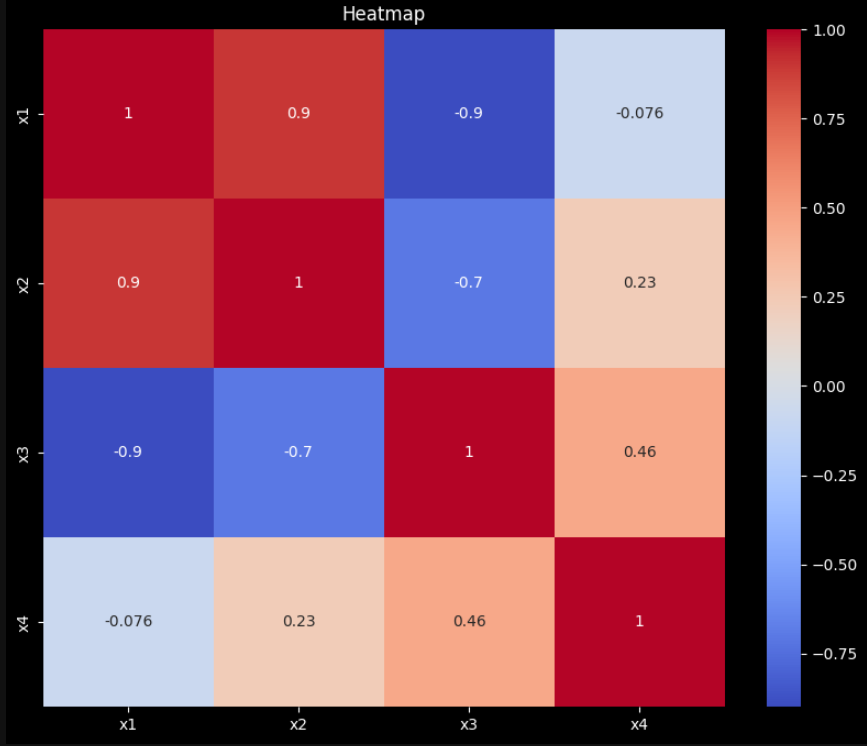 Heatmap
x1 1 0.9 -0.9 -0.076
x2 0.9 1 -0.7 0.23
x3 -0.9 -0.7 1 0.46
x4 -0.076 0.23 0.46 1
x1 x2 x3 x4
1.00
0.75
0.50
0.25
0.00
−0.25
−0.50
−0.75